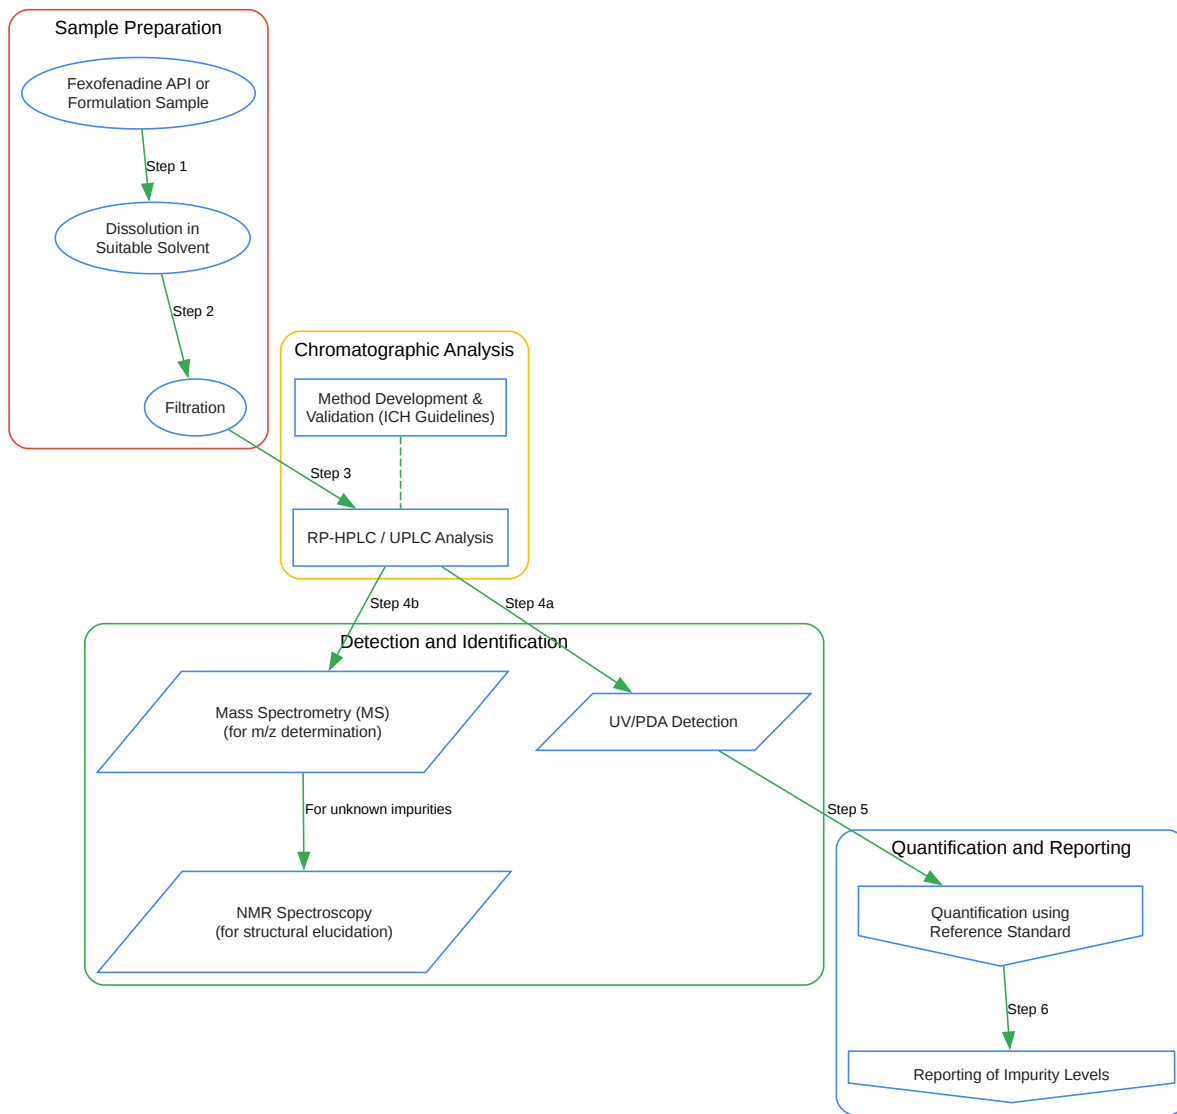 Sample Preparation
Fexofenadine API or
Formulation Sample
Step 1
Dissolution in
Suitable Solvent
Step 2
Filtration
Chromatographic Analysis
Method Development &
Validation (ICH Guidelines)
Step 3
RP-HPLC / UPLC Analysis
Step 4b
Step 4a
Detection and Identification
Mass Spectrometry (MS)
(for m/z determination)
UV/PDA Detection
For unknown impurities
Step 5
NMR Spectroscopy
(for structural elucidation)
Quantification and Reporting
Quantification using
Reference Standard
Step 6
Reporting of Impurity Levels